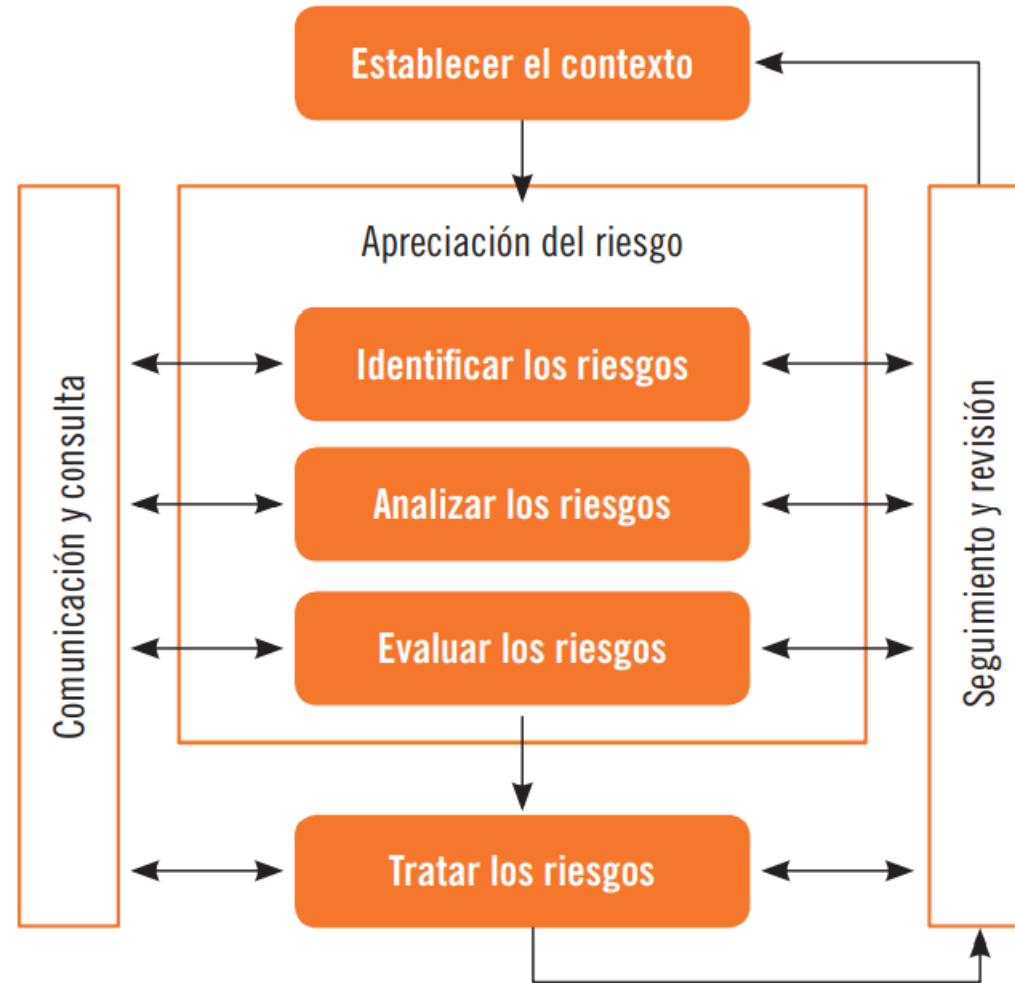 Establecer el contexto
Apreciación del riesgo
Identificar los riesgos
Analizar los riesgos
Evaluar los riesgos
Tratar los riesgos
Comunicación y consulta
Seguimiento y revisión